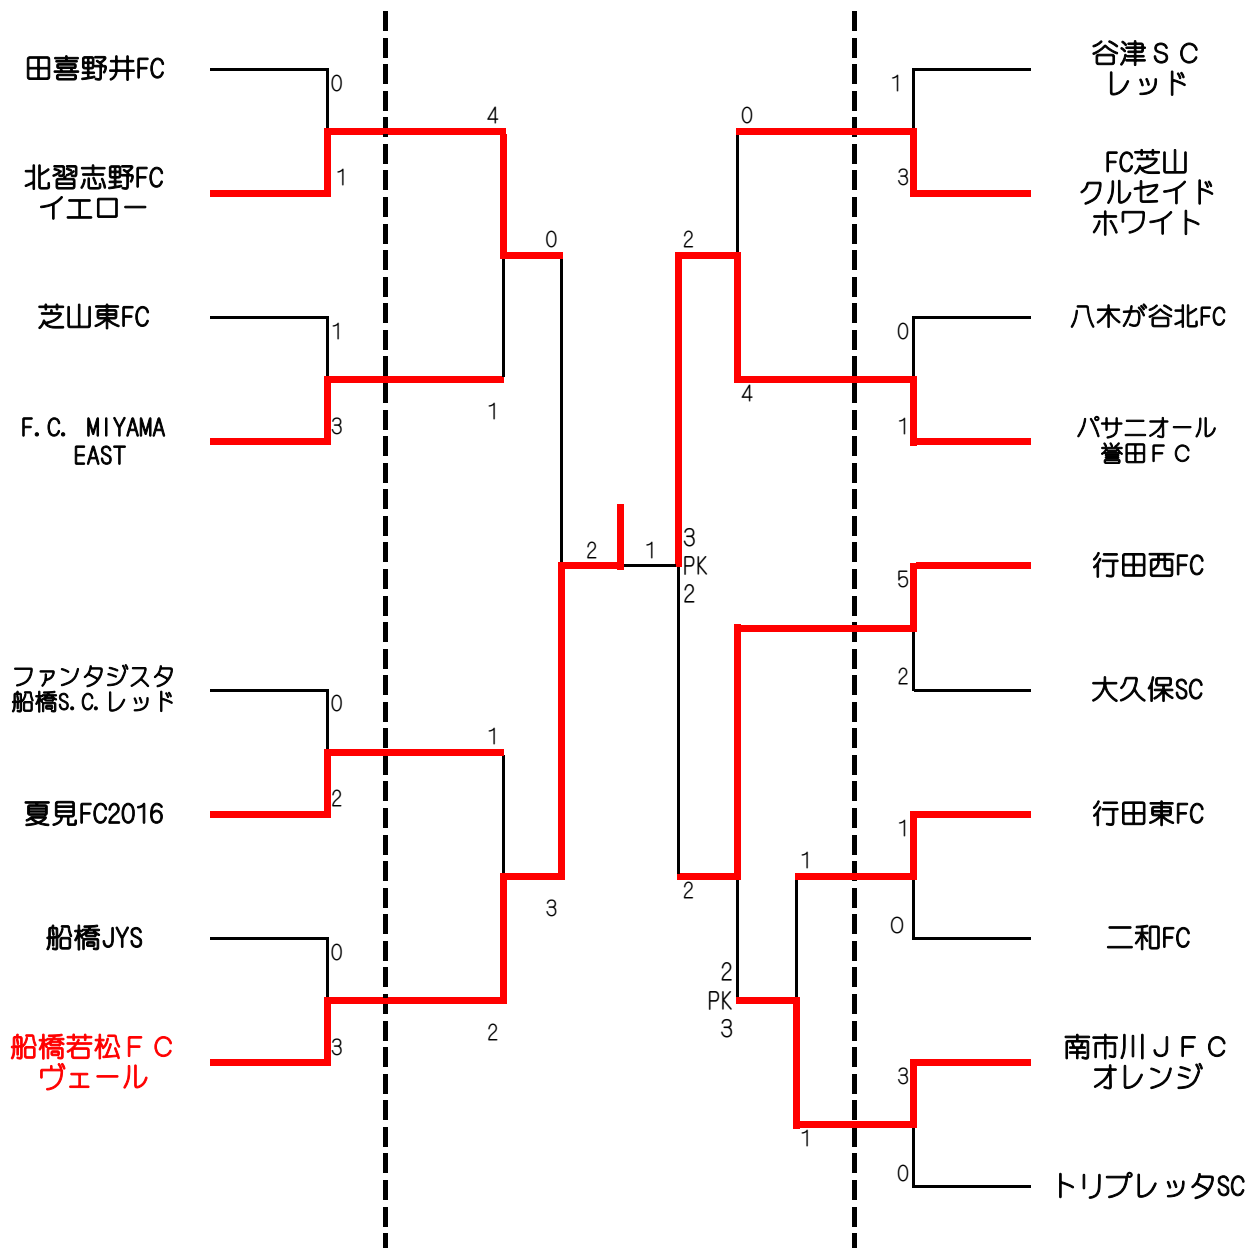 田喜野井FC
0
北習志野FC
イエロー
1
4
芝山東FC
1
F.C. MIYAMA
EAST
3
1
0
ファンタジスタ
船橋S.C.レッド
0
夏見FC2016
2
1
船橋JYS
0
船橋若松ＦＣ
ヴェール
3
2
3
2
1
3
PK
2
谷津ＳＣ
レッド
1
FC芝山
クルセイド
ホワイト
3
0
八木が谷北FC
0
パサニオール
誉田ＦＣ
1
4
2
行田西FC
5
大久保SC
2
行田東FC
1
二和FC
0
1
南市川ＪＦＣ
オレンジ
3
トリプレッタSC
0
1
2
PK
3
2